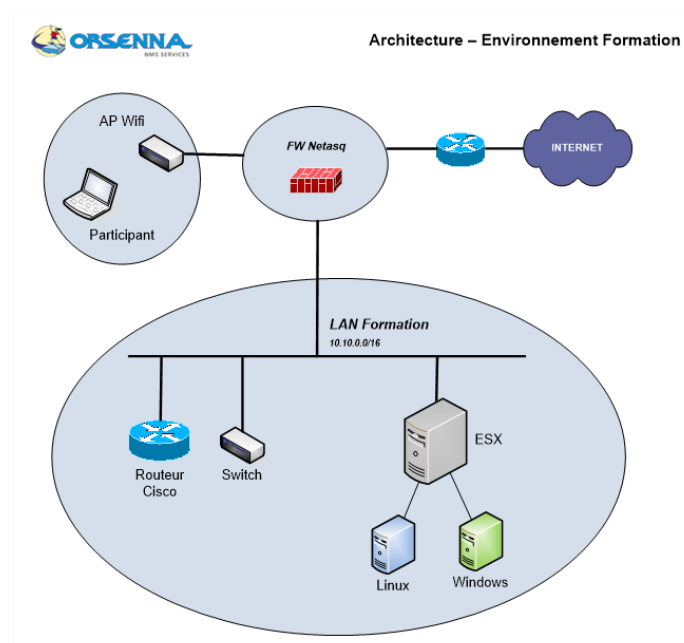 ORSENNA
NMS SERVICES
Architecture – Environnement Formation
AP Wifi
FW Netasq
INTERNET
Participant
LAN Formation
10.10.0.0/16
ESX
Routeur
Cisco
Switch
Linux
Windows